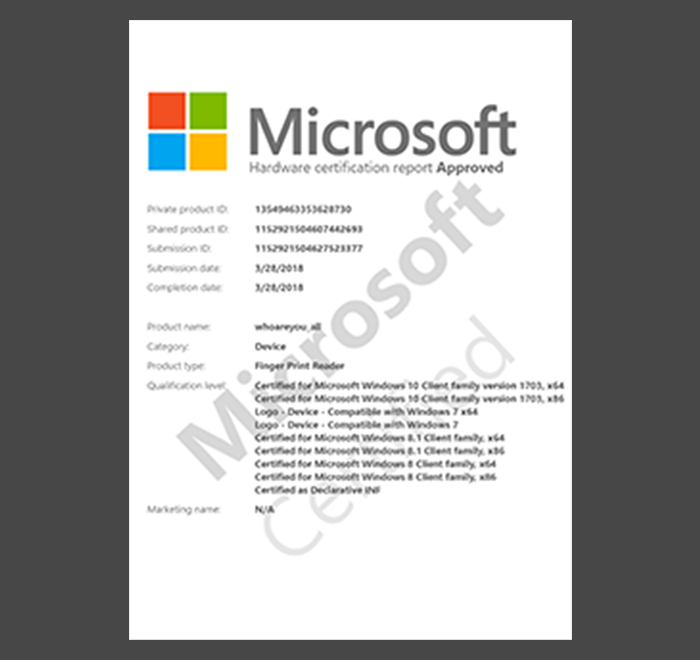 Microsoft
Hardware certification report Approved
Private product ID: 13549463353628730
Shared product ID: 1152921504607442693
Submission ID: 1152921504627523377
Submission date: 3/28/2018
Completion date: 3/28/2018
Product name: whoareyou_all
Category: Device
Product type: Finger Print Reader
Qualification level: Certified for Microsoft Windows 10 Client family version 1703, x64
Certified for Microsoft Windows 10 Client family version 1703, x86
Logo - Device - Compatible with Windows 7 x64
Logo - Device - Compatible with Windows 7
Certified for Microsoft Windows 8.1 Client family, x64
Certified for Microsoft Windows 8.1 Client family, x86
Certified for Microsoft Windows 8 Client family, x64
Certified for Microsoft Windows 8 Client family, x86
Certified as Declarative INF
Marketing name: N/A
Microsoft
Certified